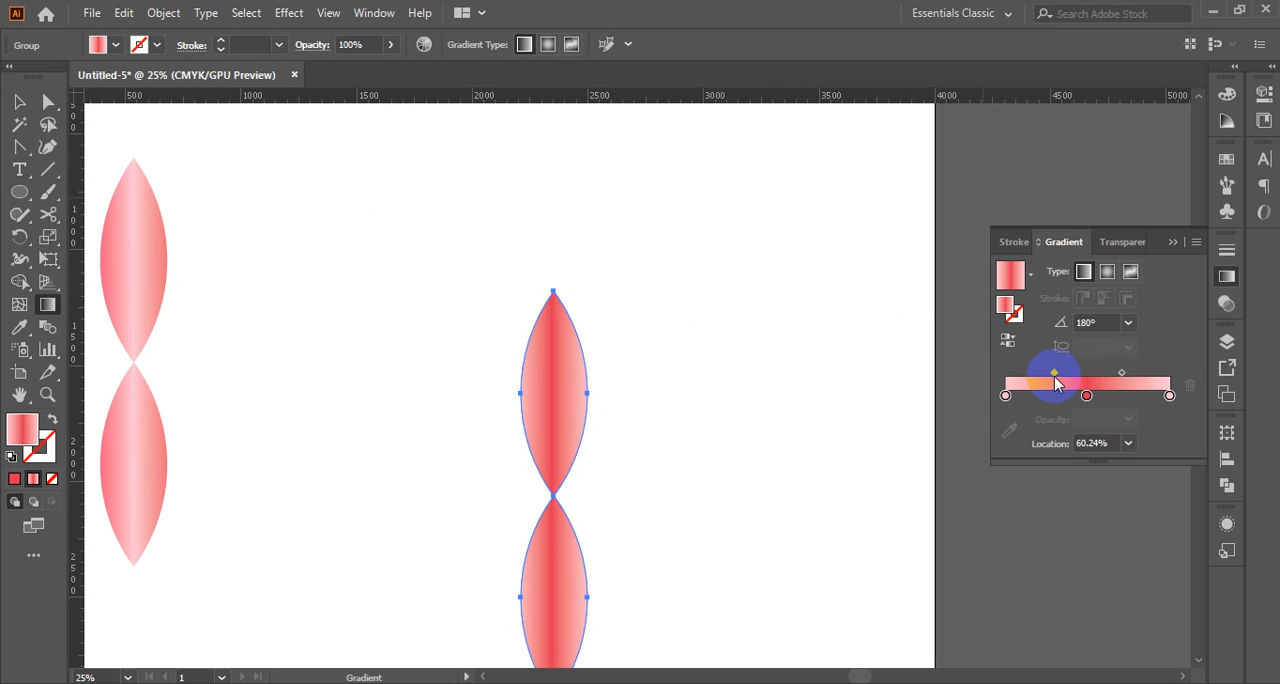 Ai File Edit Object Type Select Effect View Window Help Essentials Classic Search Adobe Stock
Group Stroke: Opacity: 100% Gradient Type:
Untitled-5* @ 25% (CMYK/GPU Preview) ×
500 1000 1500 2000 2500 3000 3500 4000 4500 5000
Stroke Gradient Transparer
Type:
Stroke:
180°
Opacity:
Location: 60.24%
25% 1 Gradient